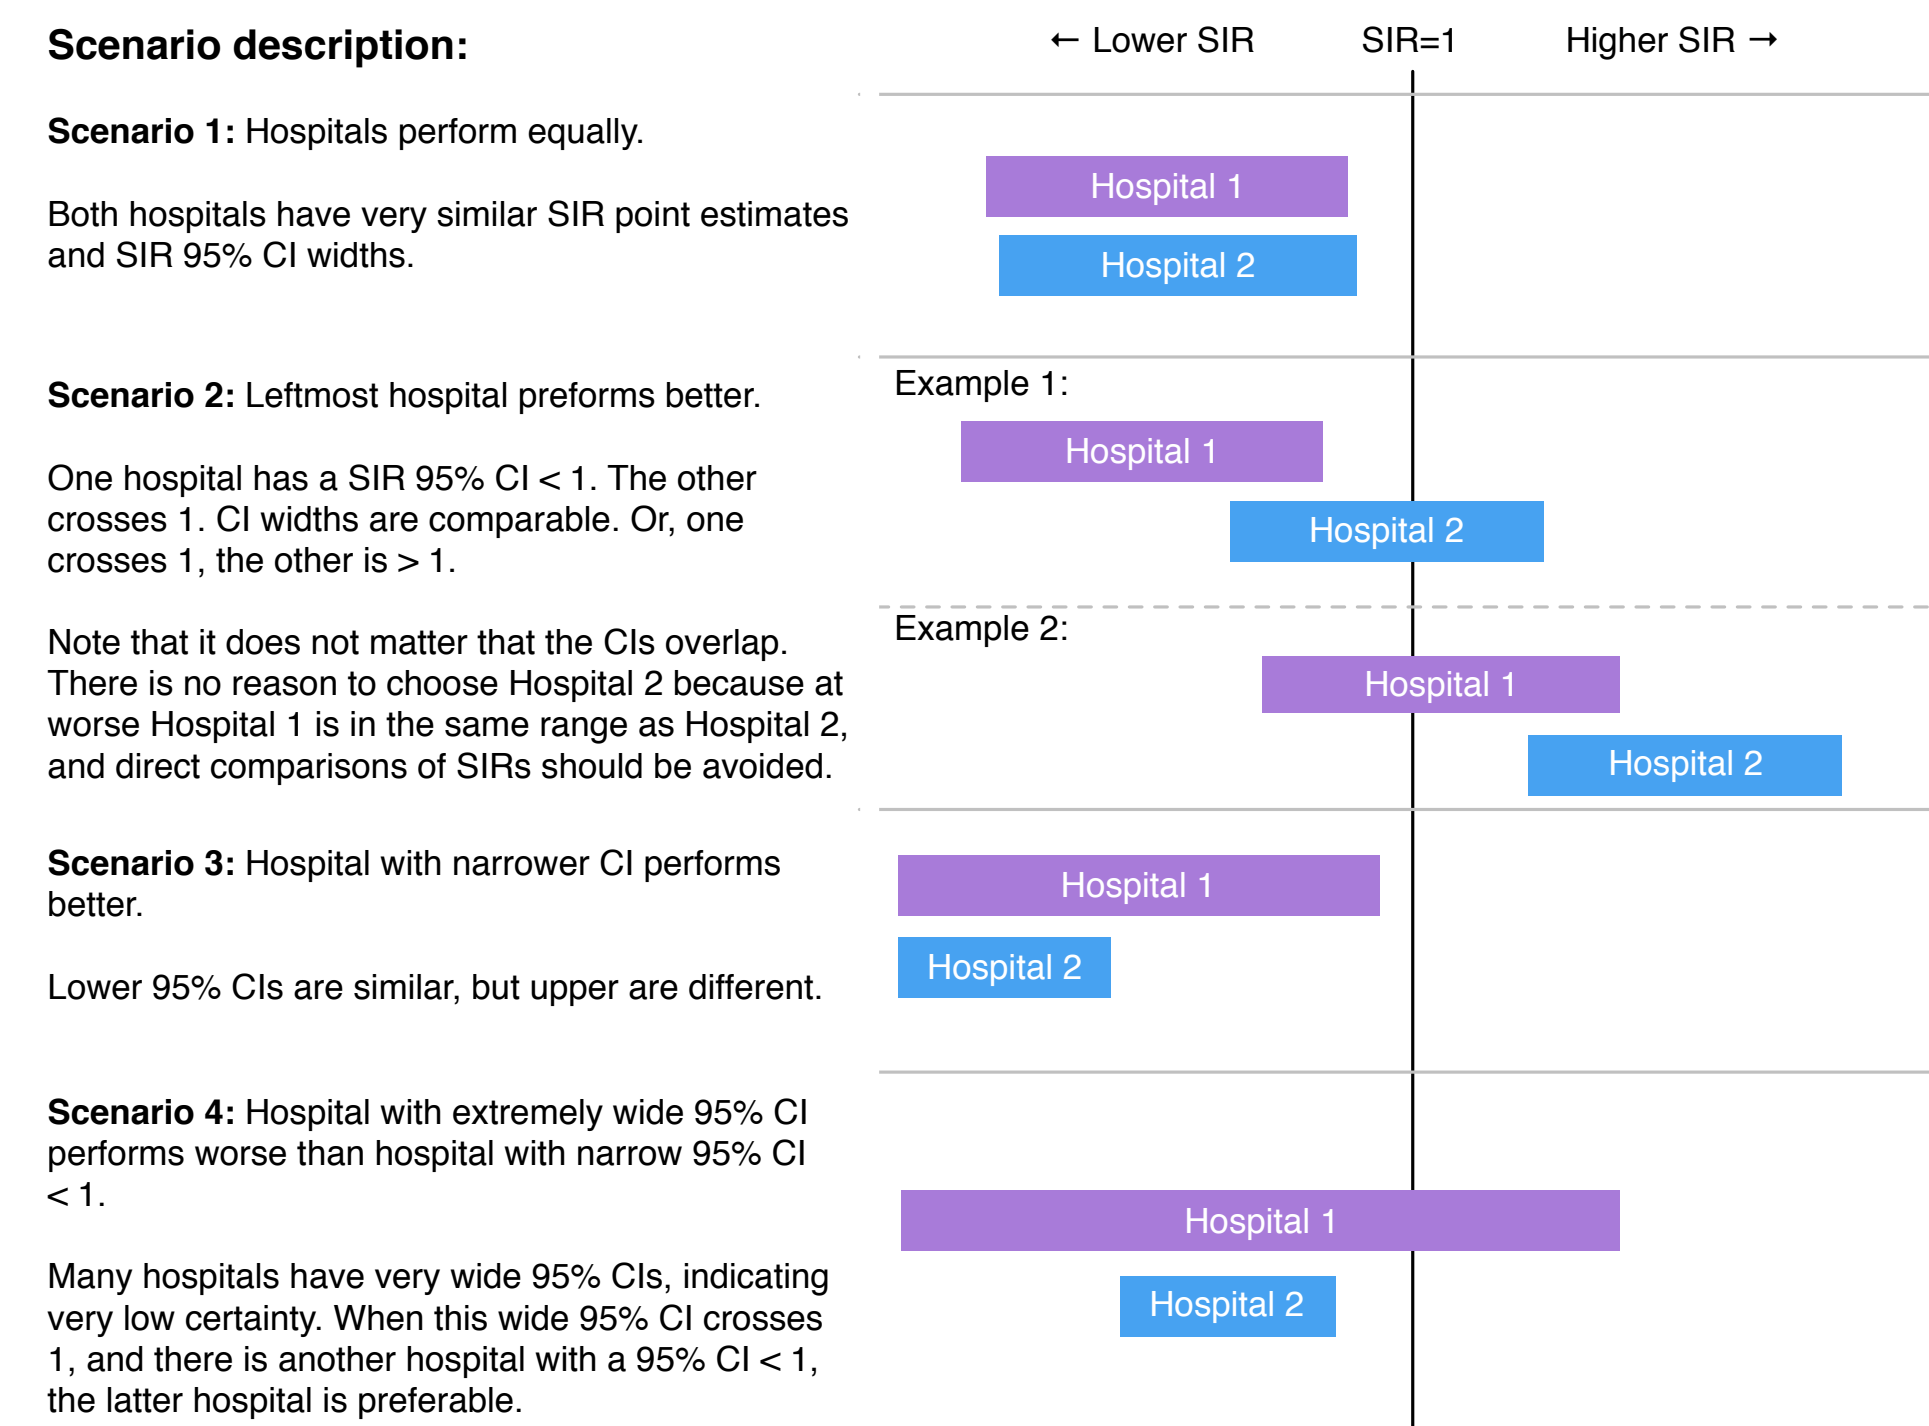 Scenario description:
← Lower SIR
SIR=1
Higher SIR →
Scenario 1: Hospitals perform equally.
Both hospitals have very similar SIR point estimates
and SIR 95% CI widths.
Hospital 1
Hospital 2
Scenario 2: Leftmost hospital preforms better.
One hospital has a SIR 95% CI < 1. The other
crosses 1. CI widths are comparable. Or, one
crosses 1, the other is > 1.
Note that it does not matter that the CIs overlap.
There is no reason to choose Hospital 2 because at
worse Hospital 1 is in the same range as Hospital 2,
and direct comparisons of SIRs should be avoided.
Example 1:
Hospital 1
Hospital 2
Example 2:
Hospital 1
Hospital 2
Scenario 3: Hospital with narrower CI performs
better.
Lower 95% CIs are similar, but upper are different.
Hospital 1
Hospital 2
Scenario 4: Hospital with extremely wide 95% CI
performs worse than hospital with narrow 95% CI
< 1.
Many hospitals have very wide 95% CIs, indicating
very low certainty. When this wide 95% CI crosses
1, and there is another hospital with a 95% CI < 1,
the latter hospital is preferable.
Hospital 1
Hospital 2